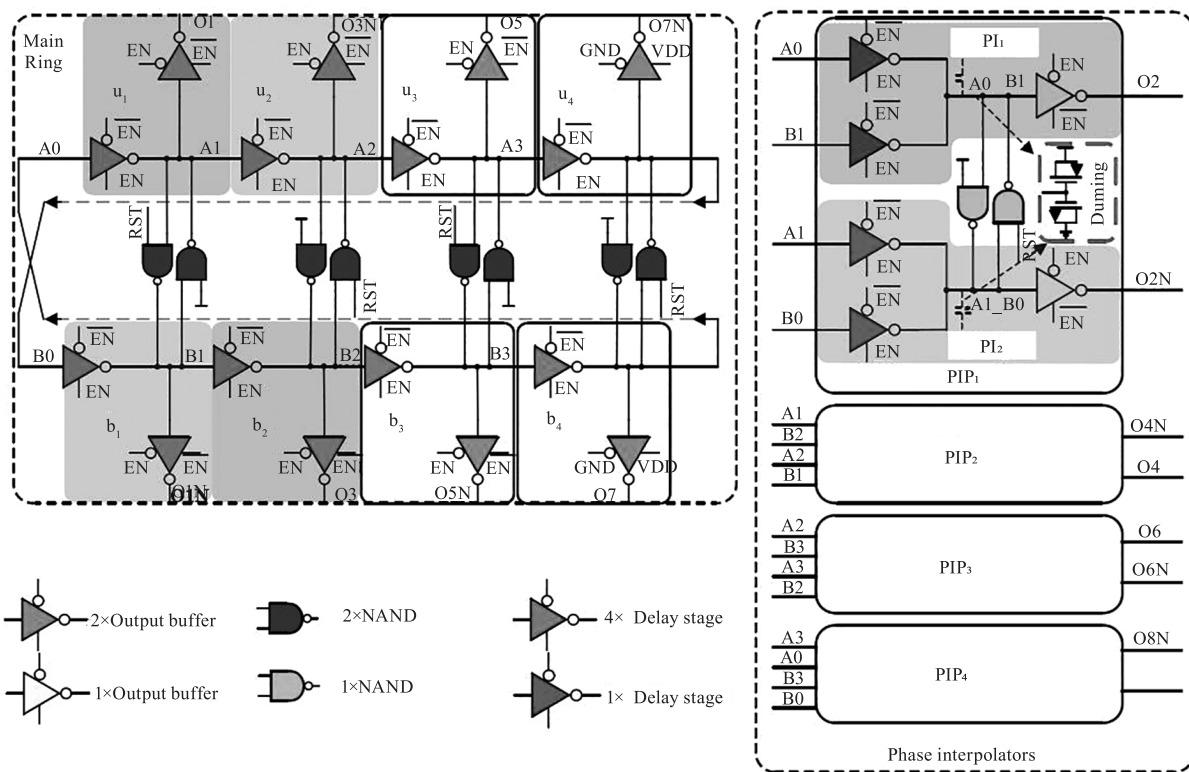 Main
Ring
O1
O3N
O5
O7N
EN
EN
EN
EN
EN
EN
GND
VDD
u1
u2
u3
u4
EN
EN
EN
EN
A0
A1
A2
A3
EN
EN
EN
EN
RST
RST
RST
RST
EN
EN
EN
EN
B0
B1
B2
B3
EN
EN
EN
EN
b1
b2
b3
b4
EN
EN
EN
EN
EN
EN
GND
VDD
O1N
O3
O5N
O7
2×Output buffer
2×NAND
4× Delay stage
1×Output buffer
1×NAND
1× Delay stage
EN
PI1
A0
EN
A0
B1
EN
O2
EN
B1
EN
EN
Duming
RST
A1
EN
EN
EN
O2N
A1_B0
EN
B0
EN
EN
PI2
PIP1
A1
B2
A2
B1
PIP2
O4N
O4
A2
B3
A3
B2
PIP3
O6
O6N
A3
A0
B3
B0
PIP4
O8N
Phase interpolators